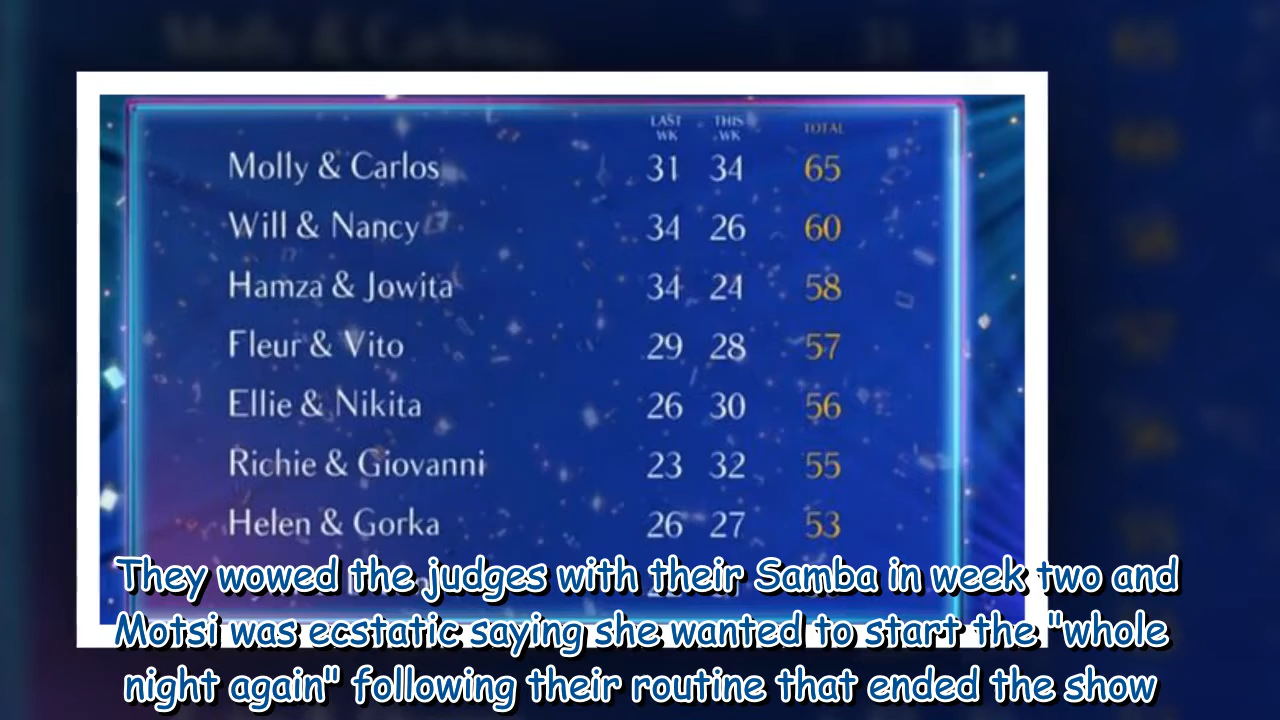 LAST WK THIS WK TOTAL
Molly & Carlos 31 34 65
Will & Nancy 34 26 60
Hamza & Jowita 34 24 58
Fleur & Vito 29 28 57
Ellie & Nikita 26 30 56
Richie & Giovanni 23 32 55
Helen & Gorka 26 27 53
They wowed the judges with their Samba in week two and
Motsi was ecstatic saying she wanted to start the "whole
night again" following their routine that ended the show